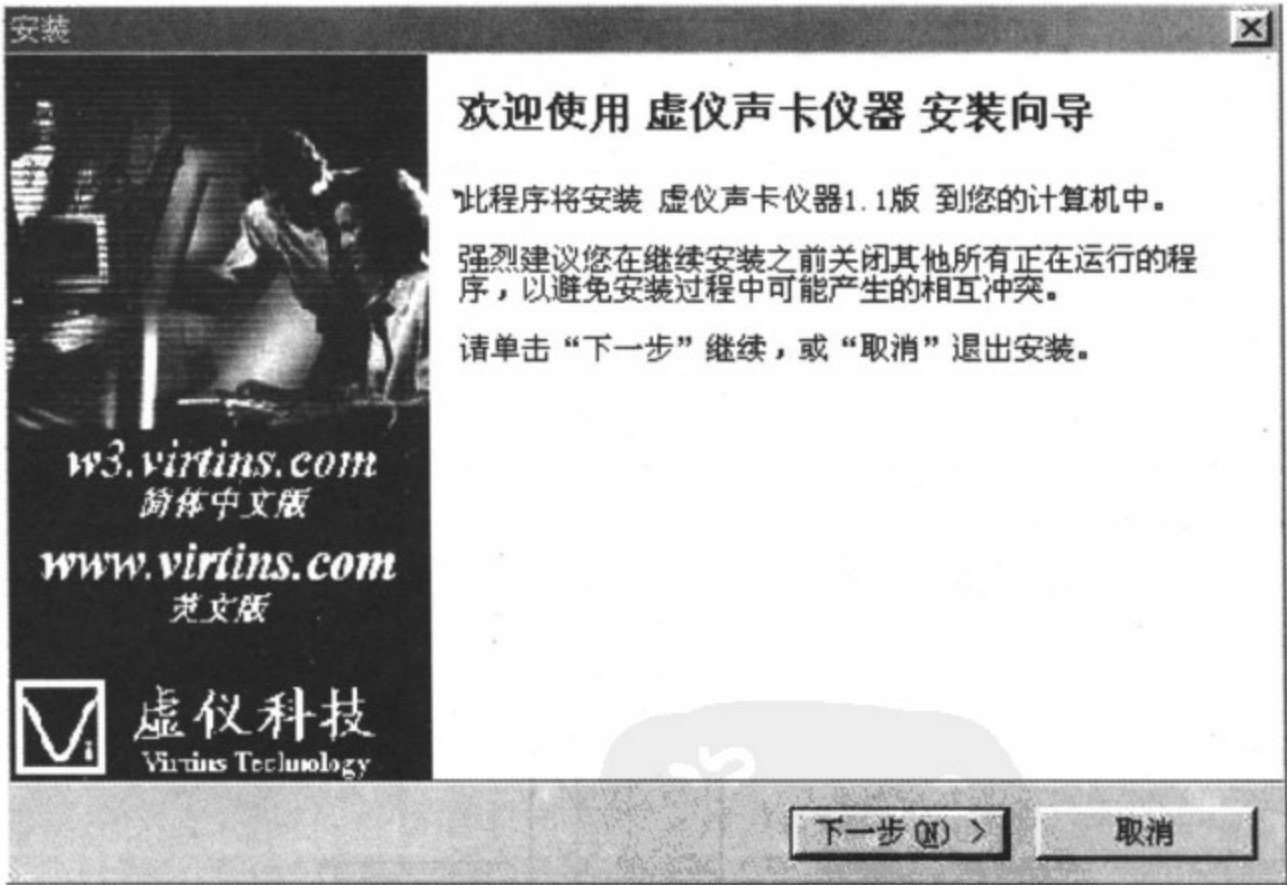 安装
欢迎使用 虚仪声卡仪器 安装向导
此程序将安装 虚仪声卡仪器1.1版 到您的计算机中。
强烈建议您在继续安装之前关闭其他所有正在运行的程
序，以避免安装过程中可能产生的相互冲突。
请单击“下一步”继续，或“取消”退出安装。
w3.virtins.com
简体中文版
www.virtins.com
英文版
虚仪科技
Virtins Technology
下一步(N) >
取消